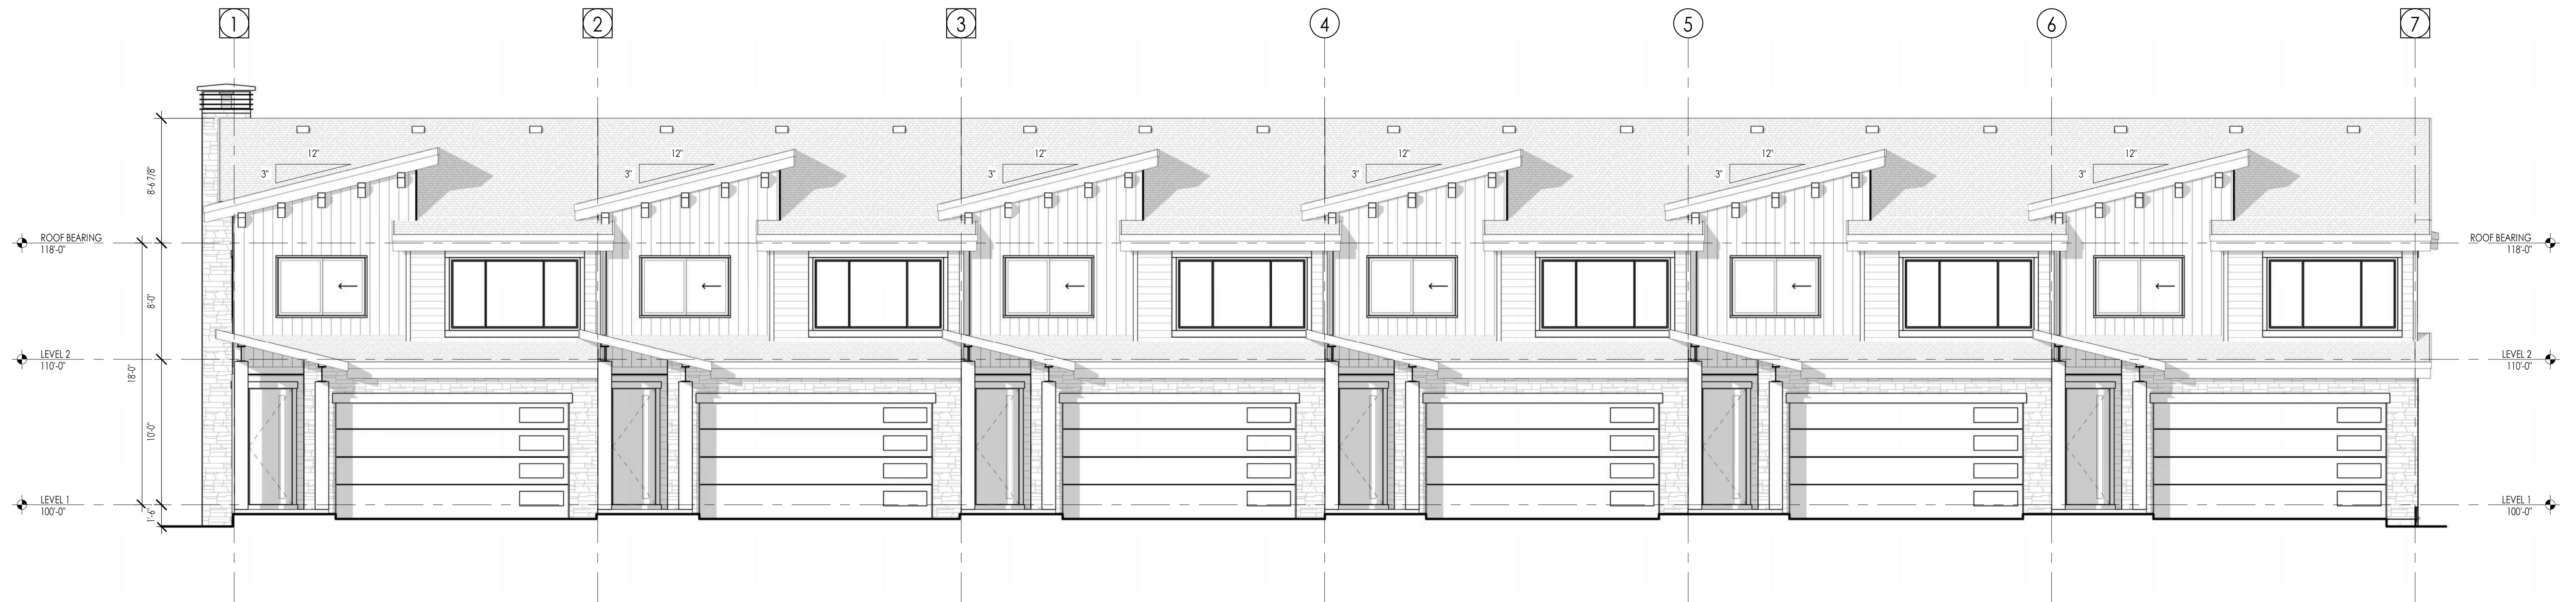 1 2 3 4 5 6 7
12" 12" 12" 12" 12" 12"
3" 3" 3" 3" 3" 3"
8'-6 7/8"
ROOF BEARING
118'-0"
ROOF BEARING
118'-0"
8'-0"
LEVEL 2
110'-0"
LEVEL 2
110'-0"
18'-0"
10'-0"
LEVEL 1
100'-0"
LEVEL 1
100'-0"
1'-6"